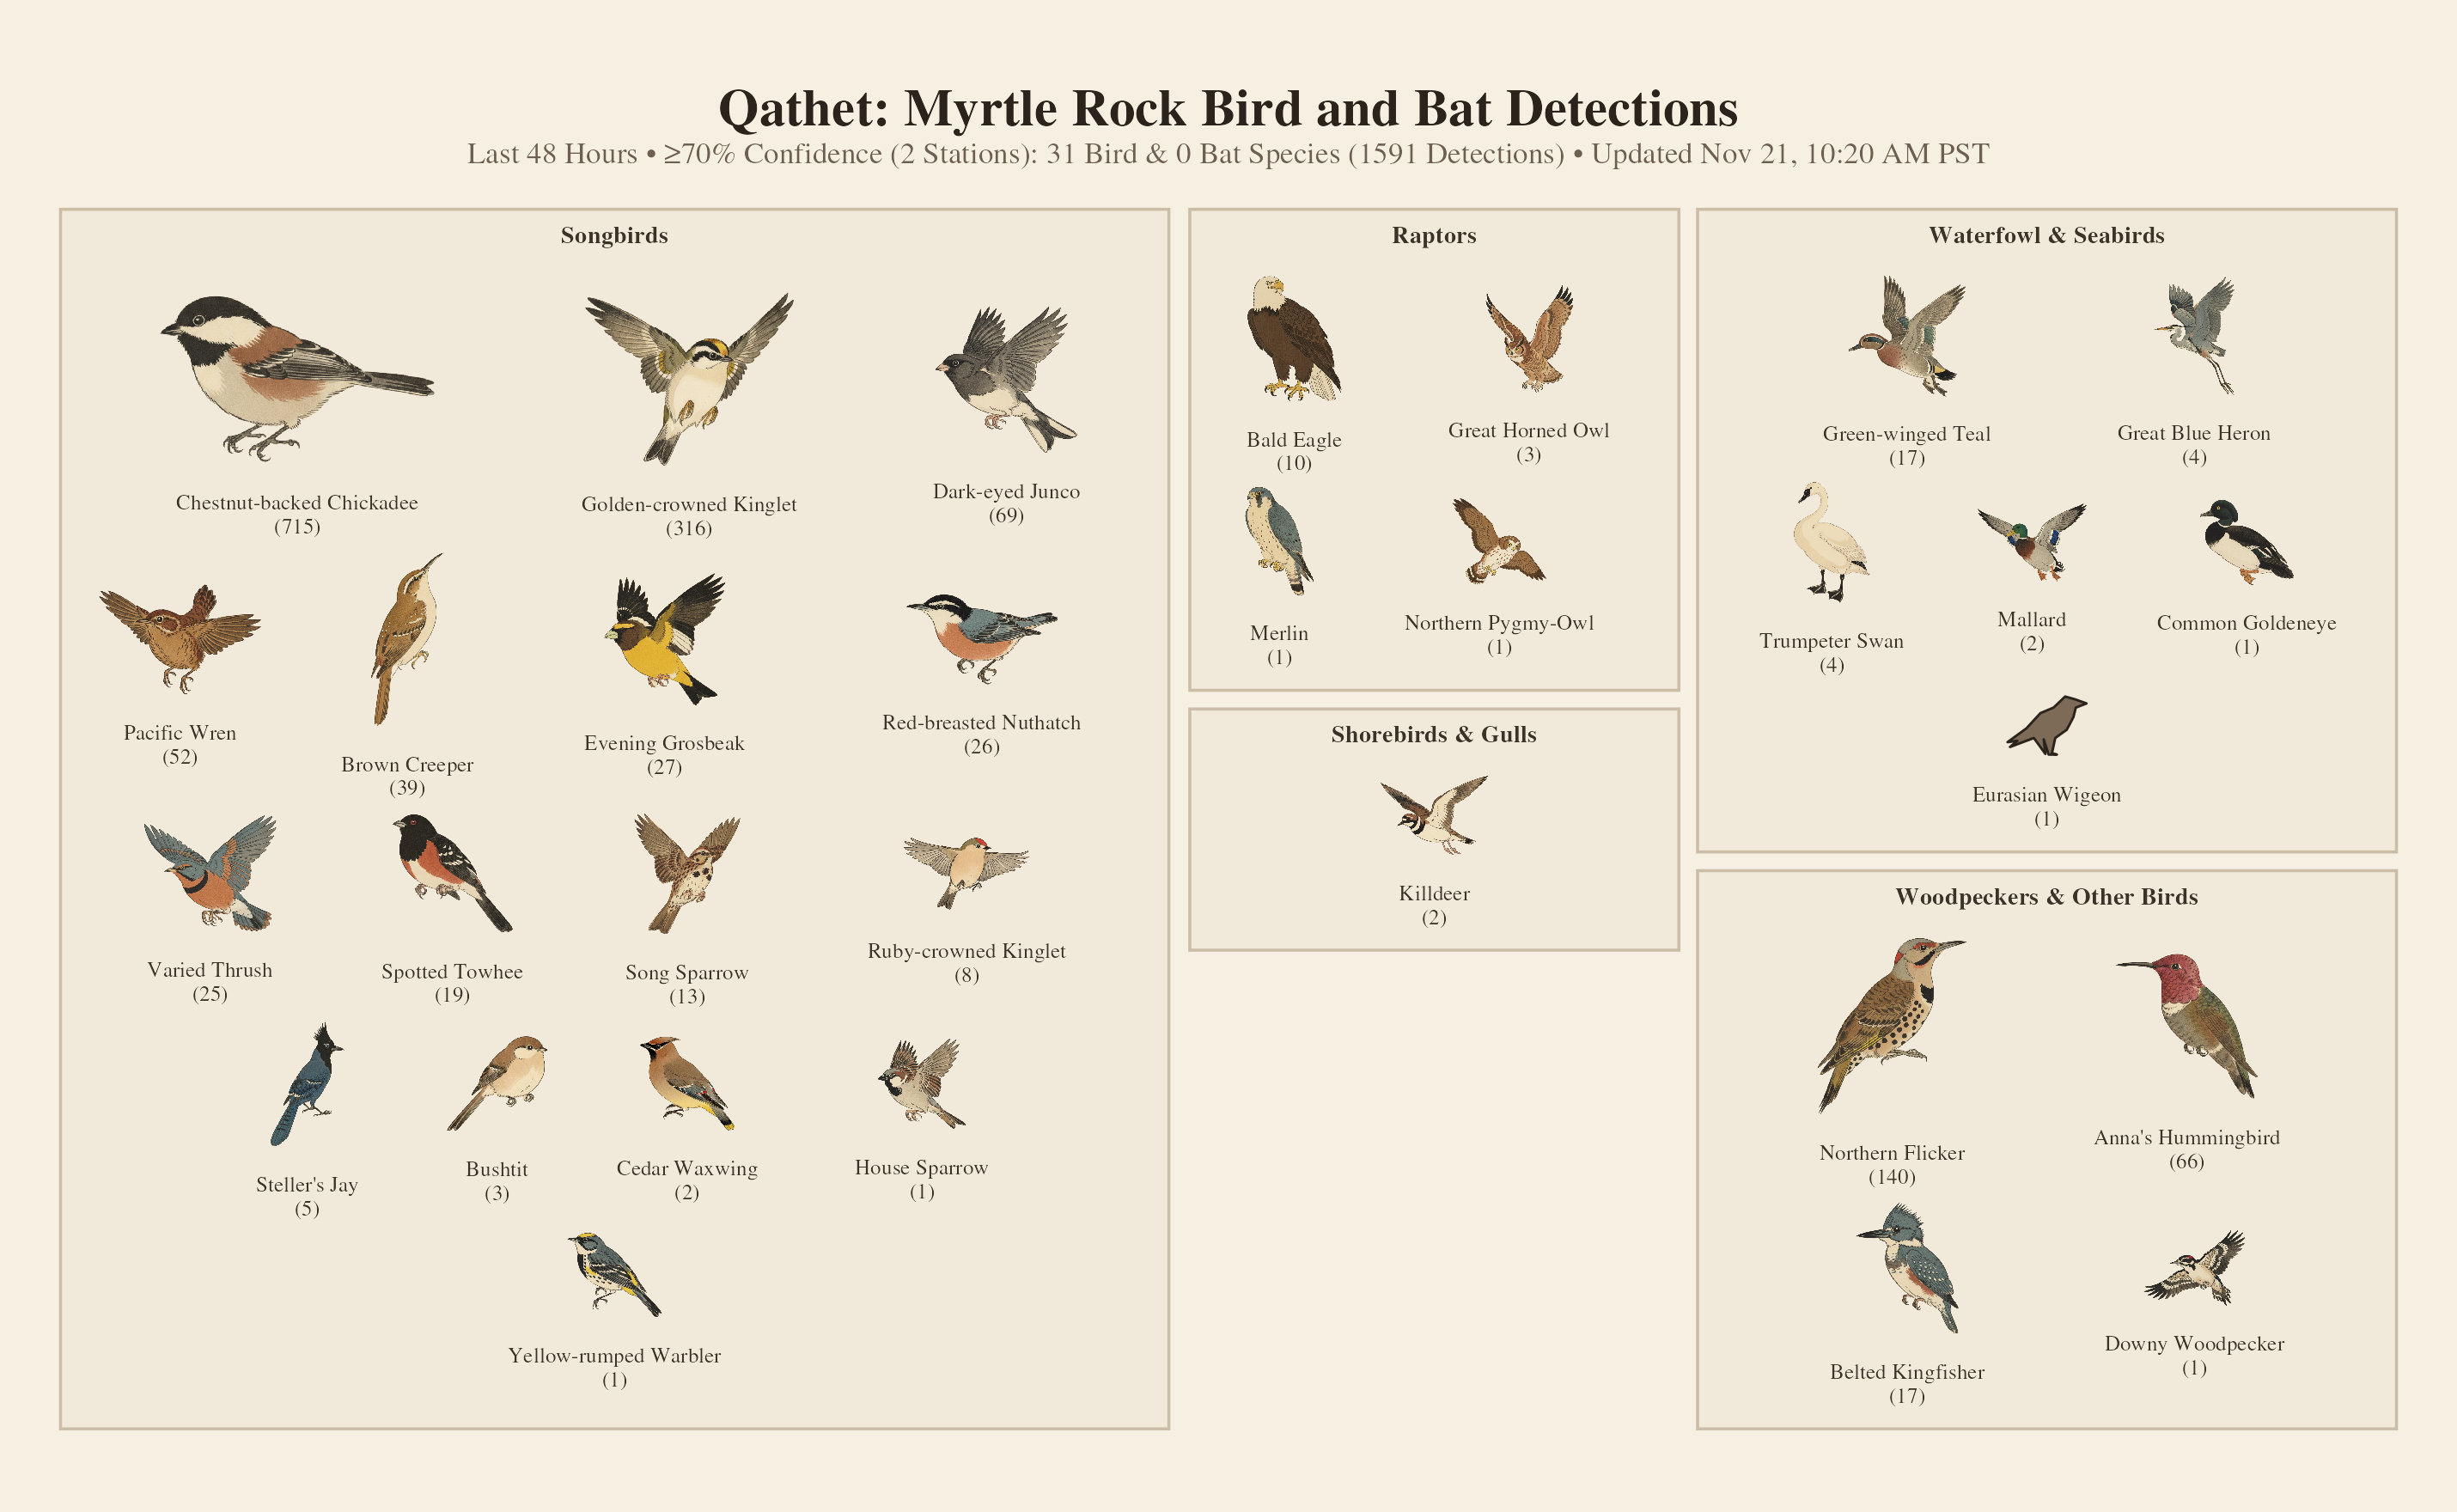 Qathet: Myrtle Rock Bird and Bat Detections
Last 48 Hours • ≥70% Confidence (2 Stations): 31 Bird & 0 Bat Species (1591 Detections) • Updated Nov 21, 10:20 AM PST
Songbirds
Chestnut-backed Chickadee
(715)
Golden-crowned Kinglet
(316)
Dark-eyed Junco
(69)
Pacific Wren
(52)
Brown Creeper
(39)
Evening Grosbeak
(27)
Red-breasted Nuthatch
(26)
Varied Thrush
(25)
Spotted Towhee
(19)
Song Sparrow
(13)
Ruby-crowned Kinglet
(8)
Steller's Jay
(5)
Bushtit
(3)
Cedar Waxwing
(2)
House Sparrow
(1)
Yellow-rumped Warbler
(1)
Raptors
Bald Eagle
(10)
Great Horned Owl
(3)
Merlin
(1)
Northern Pygmy-Owl
(1)
Shorebirds & Gulls
Killdeer
(2)
Waterfowl & Seabirds
Green-winged Teal
(17)
Great Blue Heron
(4)
Trumpeter Swan
(4)
Mallard
(2)
Common Goldeneye
(1)
Eurasian Wigeon
(1)
Woodpeckers & Other Birds
Northern Flicker
(140)
Anna's Hummingbird
(66)
Belted Kingfisher
(17)
Downy Woodpecker
(1)